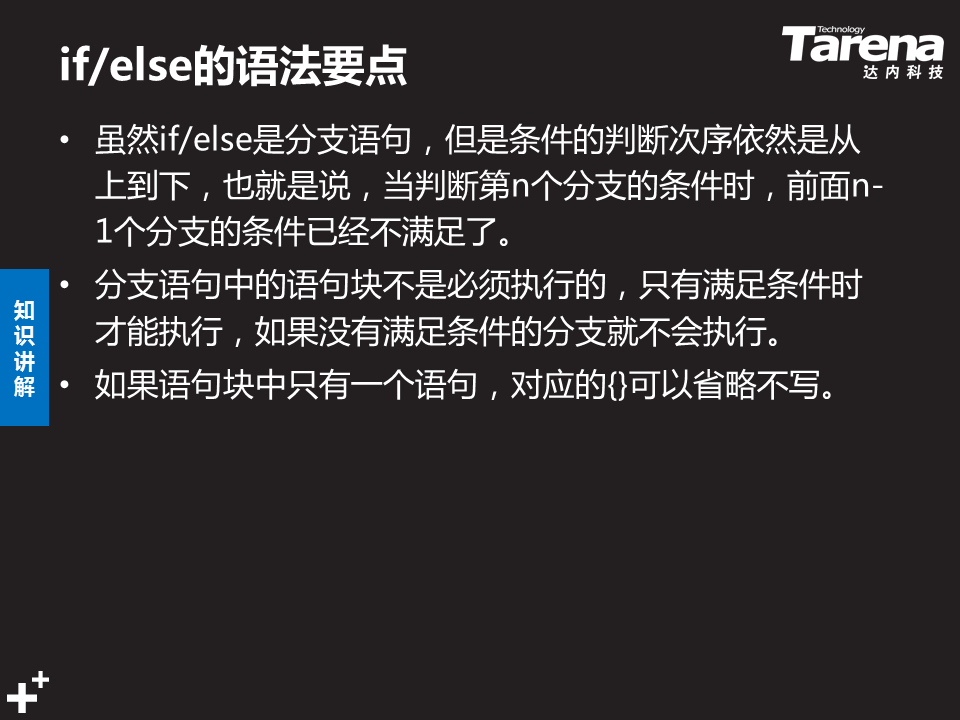 if/else的语法要点
Technology
Tarena
达内科技
• 虽然if/else是分支语句，但是条件的判断次序依然是从
上到下，也就是说，当判断第n个分支的条件时，前面n-
1个分支的条件已经不满足了。
• 分支语句中的语句块不是必须执行的，只有满足条件时
才能执行，如果没有满足条件的分支就不会执行。
• 如果语句块中只有一个语句，对应的{}可以省略不写。
知
识
讲
解